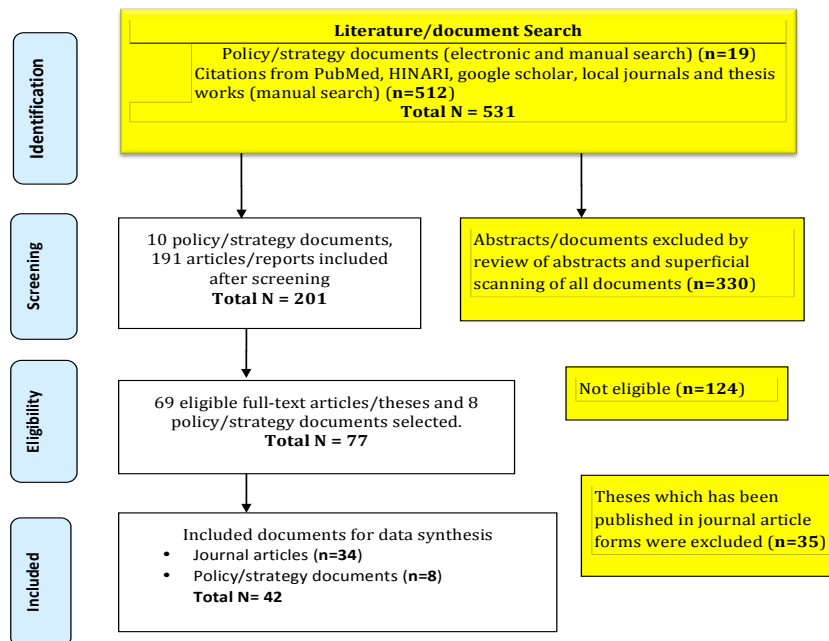 Identification
Literature/document Search
Policy/strategy documents (electronic and manual search) (n=19)
Citations from PubMed, HINARI, google scholar, local journals and thesis
works (manual search) (n=512)
Total N = 531
Screening
10 policy/strategy documents,
191 articles/reports included
after screening
Total N = 201
Abstracts/documents excluded by
review of abstracts and superficial
scanning of all documents (n=330)
Eligibility
69 eligible full-text articles/theses and 8
policy/strategy documents selected.
Total N = 77
Not eligible (n=124)
Included
Included documents for data synthesis
• Journal articles (n=34)
• Policy/strategy documents (n=8)
Total N= 42
Theses which has been
published in journal article
forms were excluded (n=35)